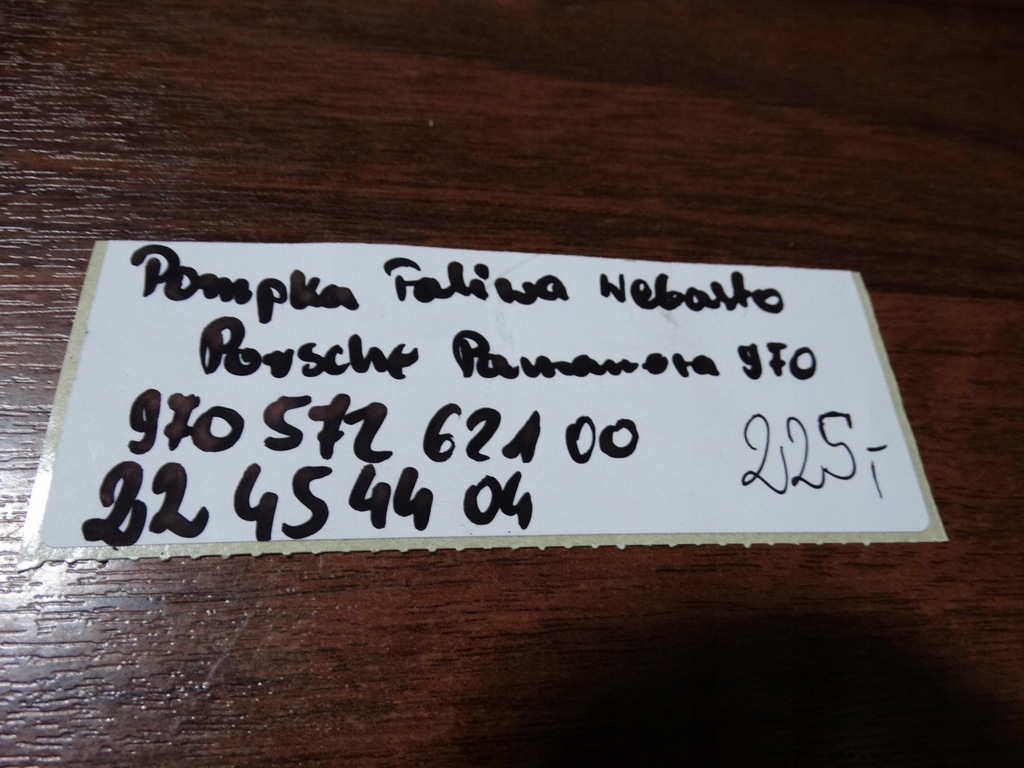 Pompka Paliwa Webasto
Porsche Panamera 970
970 572 621 00
225,-
22 45 44 04